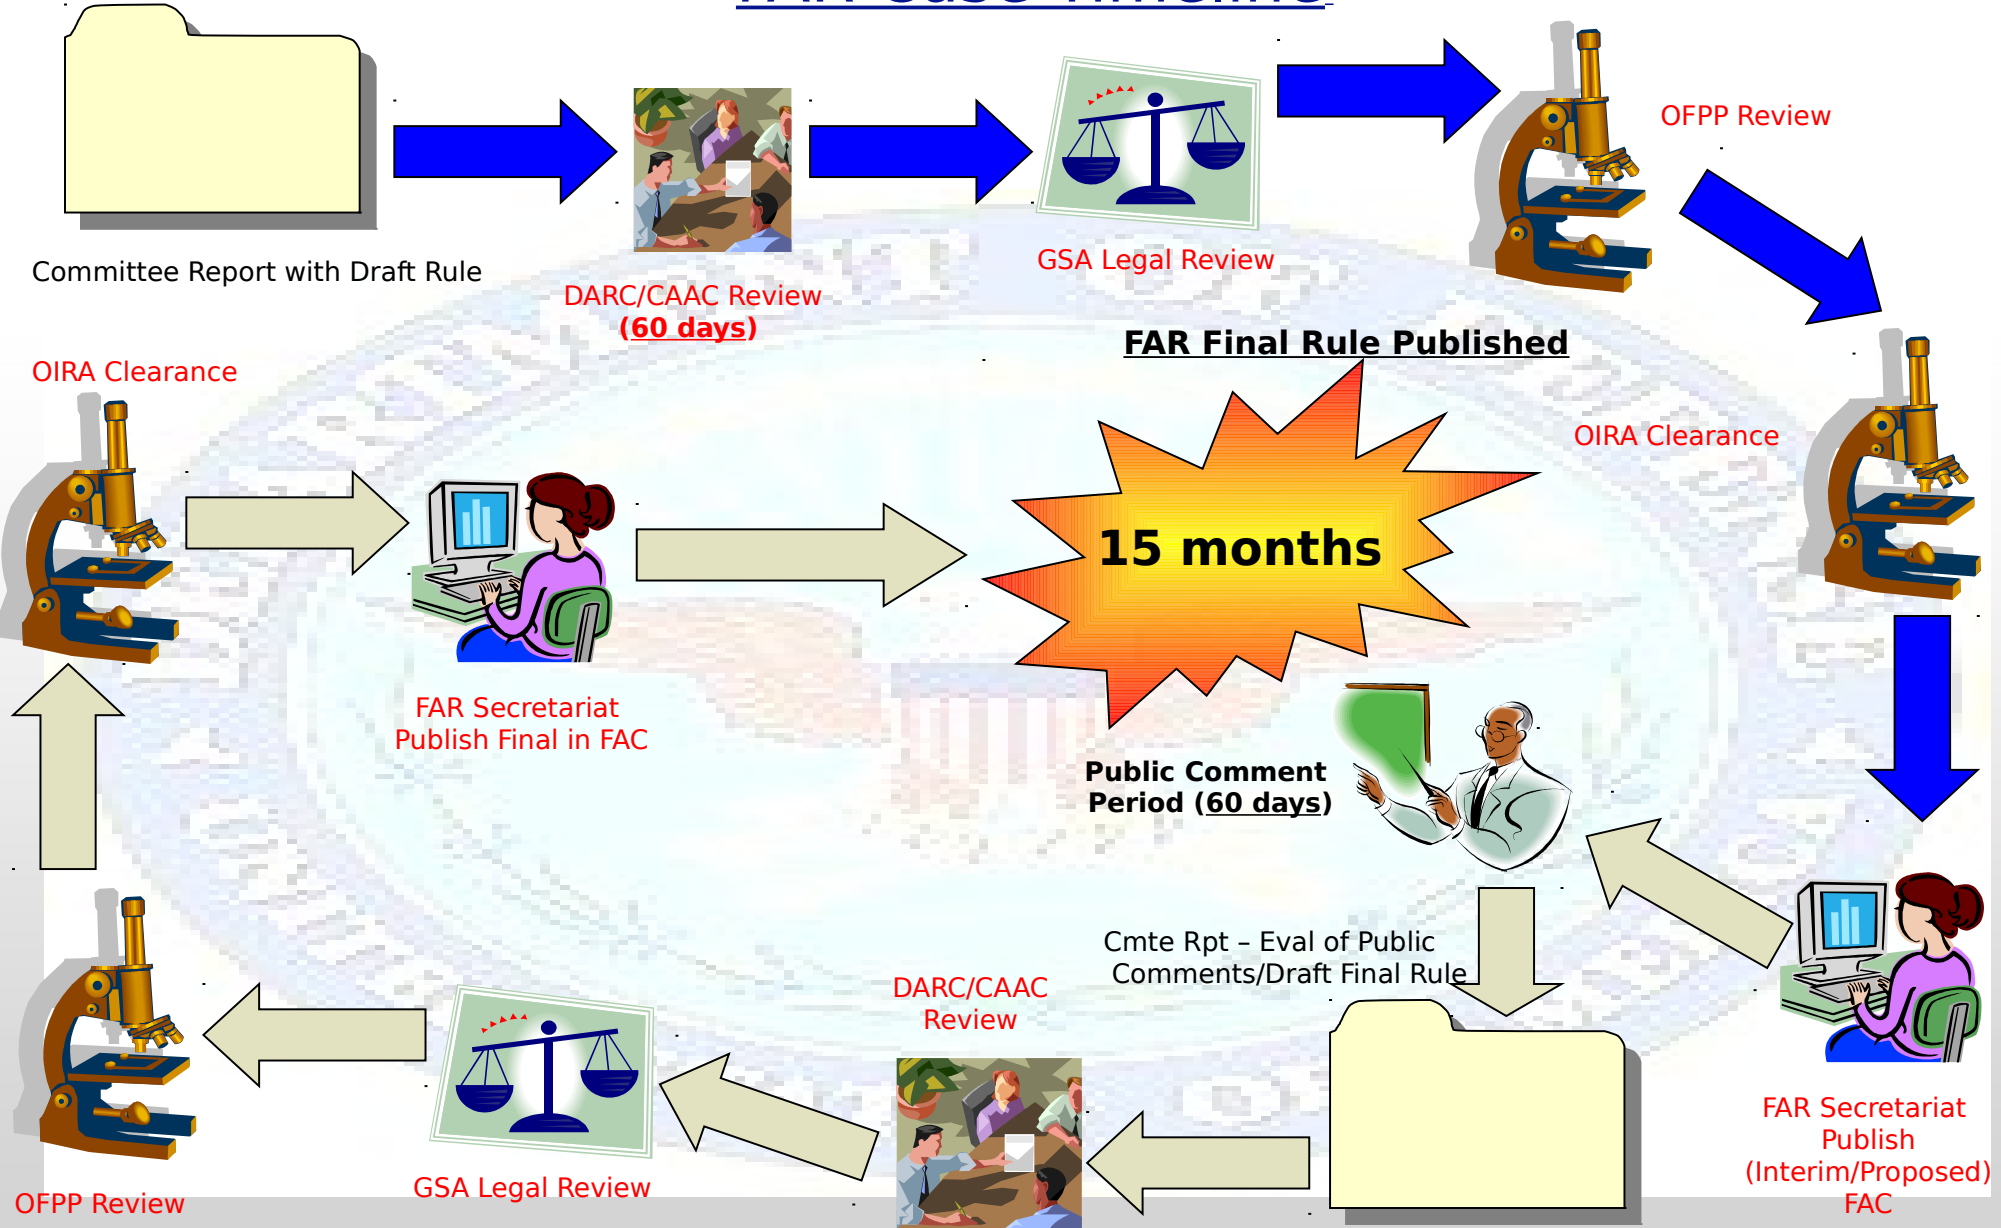 FAR Case Timeline
Committee Report with Draft Rule
DARC/CAAC Review
(60 days)
GSA Legal Review
OFPP Review
OIRA Clearance
FAR Secretariat
Publish
(Interim/Proposed)
FAC
Public Comment
Period (60 days)
Cmte Rpt – Eval of Public
Comments/Draft Final Rule
DARC/CAAC
Review
GSA Legal Review
OFPP Review
OIRA Clearance
FAR Secretariat
Publish Final in FAC
FAR Final Rule Published
15 months